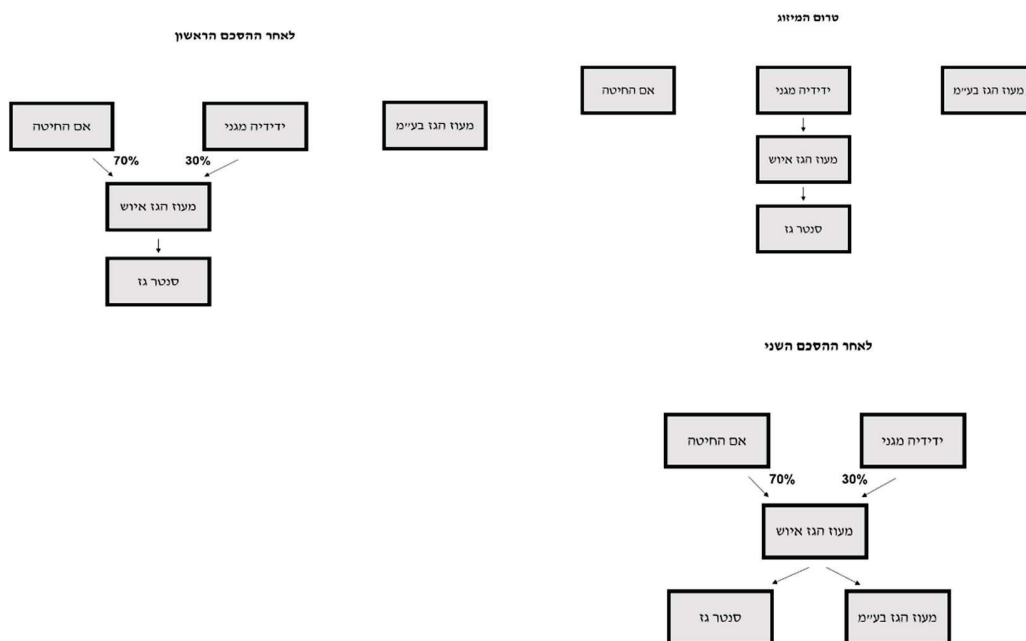 טרום המיזוג
מעוז הגז בע״מ
ידידיה מגני
אם החיטה
מעוז הגז איוש
סנטר גז
לאחר ההסכם הראשון
מעוז הגז בע״מ
ידידיה מגני
אם החיטה
30%
70%
מעוז הגז איוש
סנטר גז
לאחר ההסכם השני
ידידיה מגני
אם החיטה
30%
70%
מעוז הגז איוש
מעוז הגז בע״מ
סנטר גז